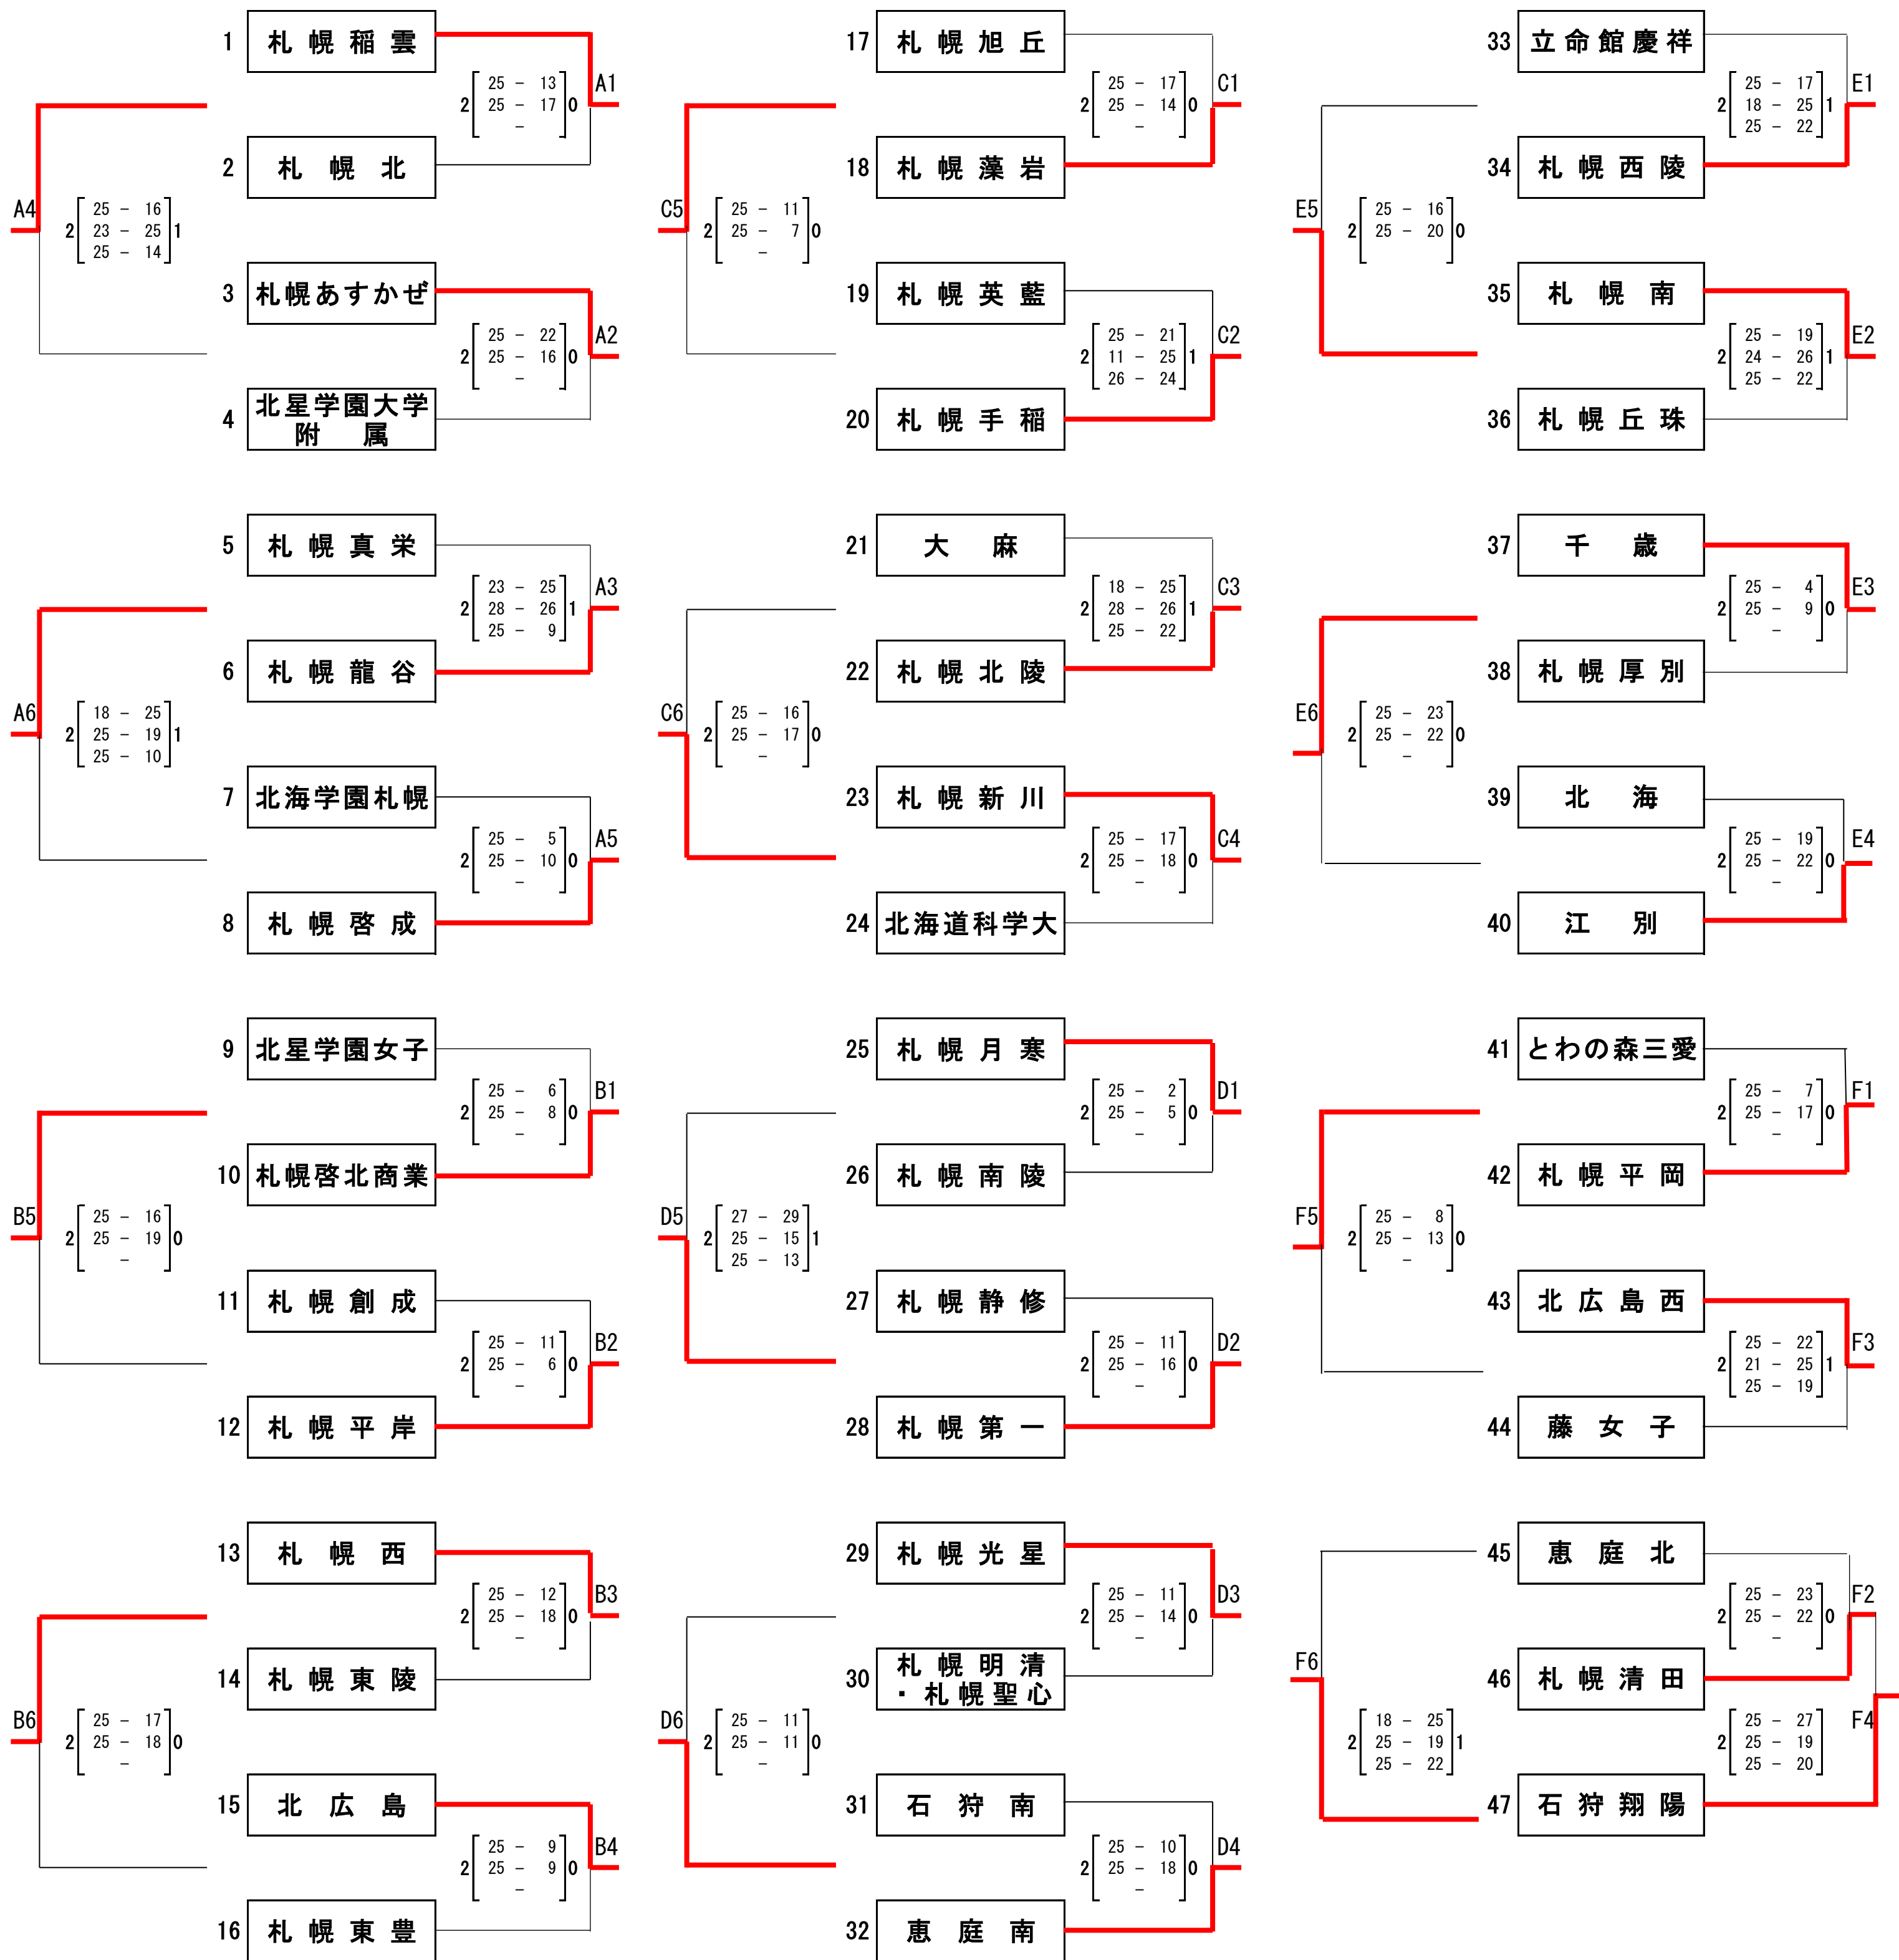 1 札幌稲雲
2 [ 25 - 13 ] 0 A1
25 - 17
-
2 札幌北
A4 2 [ 25 - 16 ] 1
23 - 25
25 - 14
3 札幌あすかぜ
2 [ 25 - 22 ] 0 A2
25 - 16
-
4 北星学園大学
附属
5 札幌真栄
2 [ 23 - 25 ] 1 A3
28 - 26
25 - 9
6 札幌龍谷
A6 2 [ 18 - 25 ] 1
25 - 19
25 - 10
7 北海学園札幌
2 [ 25 - 5 ] 0 A5
25 - 10
-
8 札幌啓成
9 北星学園女子
2 [ 25 - 6 ] 0 B1
25 - 8
-
10 札幌啓北商業
B5 2 [ 25 - 16 ] 0
25 - 19
-
11 札幌創成
2 [ 25 - 11 ] 0 B2
25 - 6
-
12 札幌平岸
13 札幌西
2 [ 25 - 12 ] 0 B3
25 - 18
-
14 札幌東陵
B6 2 [ 25 - 17 ] 0
25 - 18
-
15 北広島
2 [ 25 - 9 ] 0 B4
25 - 9
-
16 札幌東豊
17 札幌旭丘
2 [ 25 - 17 ] 0 C1
25 - 14
-
18 札幌藻岩
C5 2 [ 25 - 11 ] 0
25 - 7
-
19 札幌英藍
2 [ 25 - 21 ] 1 C2
11 - 25
26 - 24
20 札幌手稲
21 大麻
2 [ 18 - 25 ] 1 C3
28 - 26
25 - 22
22 札幌北陵
C6 2 [ 25 - 16 ] 0
25 - 17
-
23 札幌新川
2 [ 25 - 17 ] 0 C4
25 - 18
-
24 北海道科学大
25 札幌月寒
2 [ 25 - 2 ] 0 D1
25 - 5
-
26 札幌南陵
D5 2 [ 27 - 29 ] 1
25 - 15
25 - 13
27 札幌静修
2 [ 25 - 11 ] 0 D2
25 - 16
-
28 札幌第一
29 札幌光星
2 [ 25 - 11 ] 0 D3
25 - 14
-
30 札幌明清
・札幌聖心
D6 2 [ 25 - 11 ] 0
25 - 11
-
31 石狩南
2 [ 25 - 10 ] 0 D4
25 - 18
-
32 恵庭南
33 立命館慶祥
2 [ 25 - 17 ] 1 E1
18 - 25
25 - 22
34 札幌西陵
E5 2 [ 25 - 16 ] 0
25 - 20
35 札幌南
2 [ 25 - 19 ] 1 E2
24 - 26
25 - 22
36 札幌丘珠
37 千歳
2 [ 25 - 4 ] 0 E3
25 - 9
-
38 札幌厚別
E6 2 [ 25 - 23 ] 0
25 - 22
-
39 北海
2 [ 25 - 19 ] 0 E4
25 - 22
-
40 江別
41 とわの森三愛
2 [ 25 - 7 ] 0 F1
25 - 17
-
42 札幌平岡
F5 2 [ 25 - 8 ] 0
25 - 13
-
43 北広島西
2 [ 25 - 22 ] 1 F3
21 - 25
25 - 19
44 藤女子
45 恵庭北
2 [ 25 - 23 ] 0 F2
25 - 22
-
46 札幌清田
F6 2 [ 18 - 25 ] 1
25 - 19
25 - 22
2 [ 25 - 27 ] F4
25 - 19
25 - 20
47 石狩翔陽